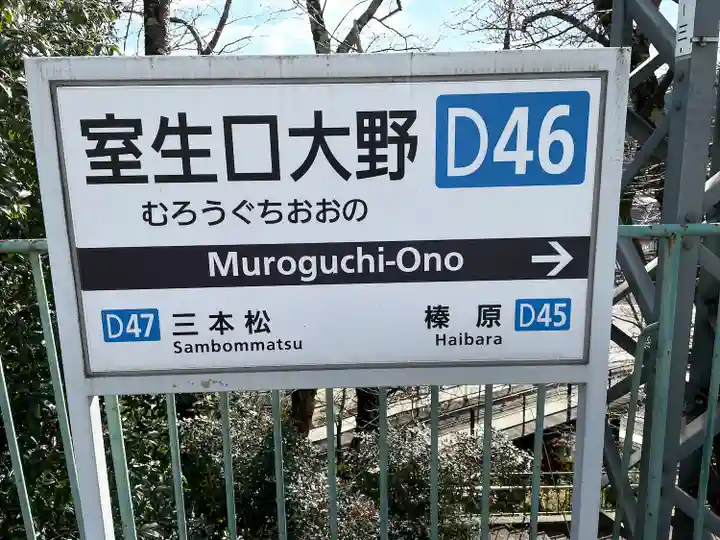 室生口大野 D46
むろうぐちおおの
Muroguchi-Ono →
D47 三本松 榛原 D45
Sambommatsu Haibara